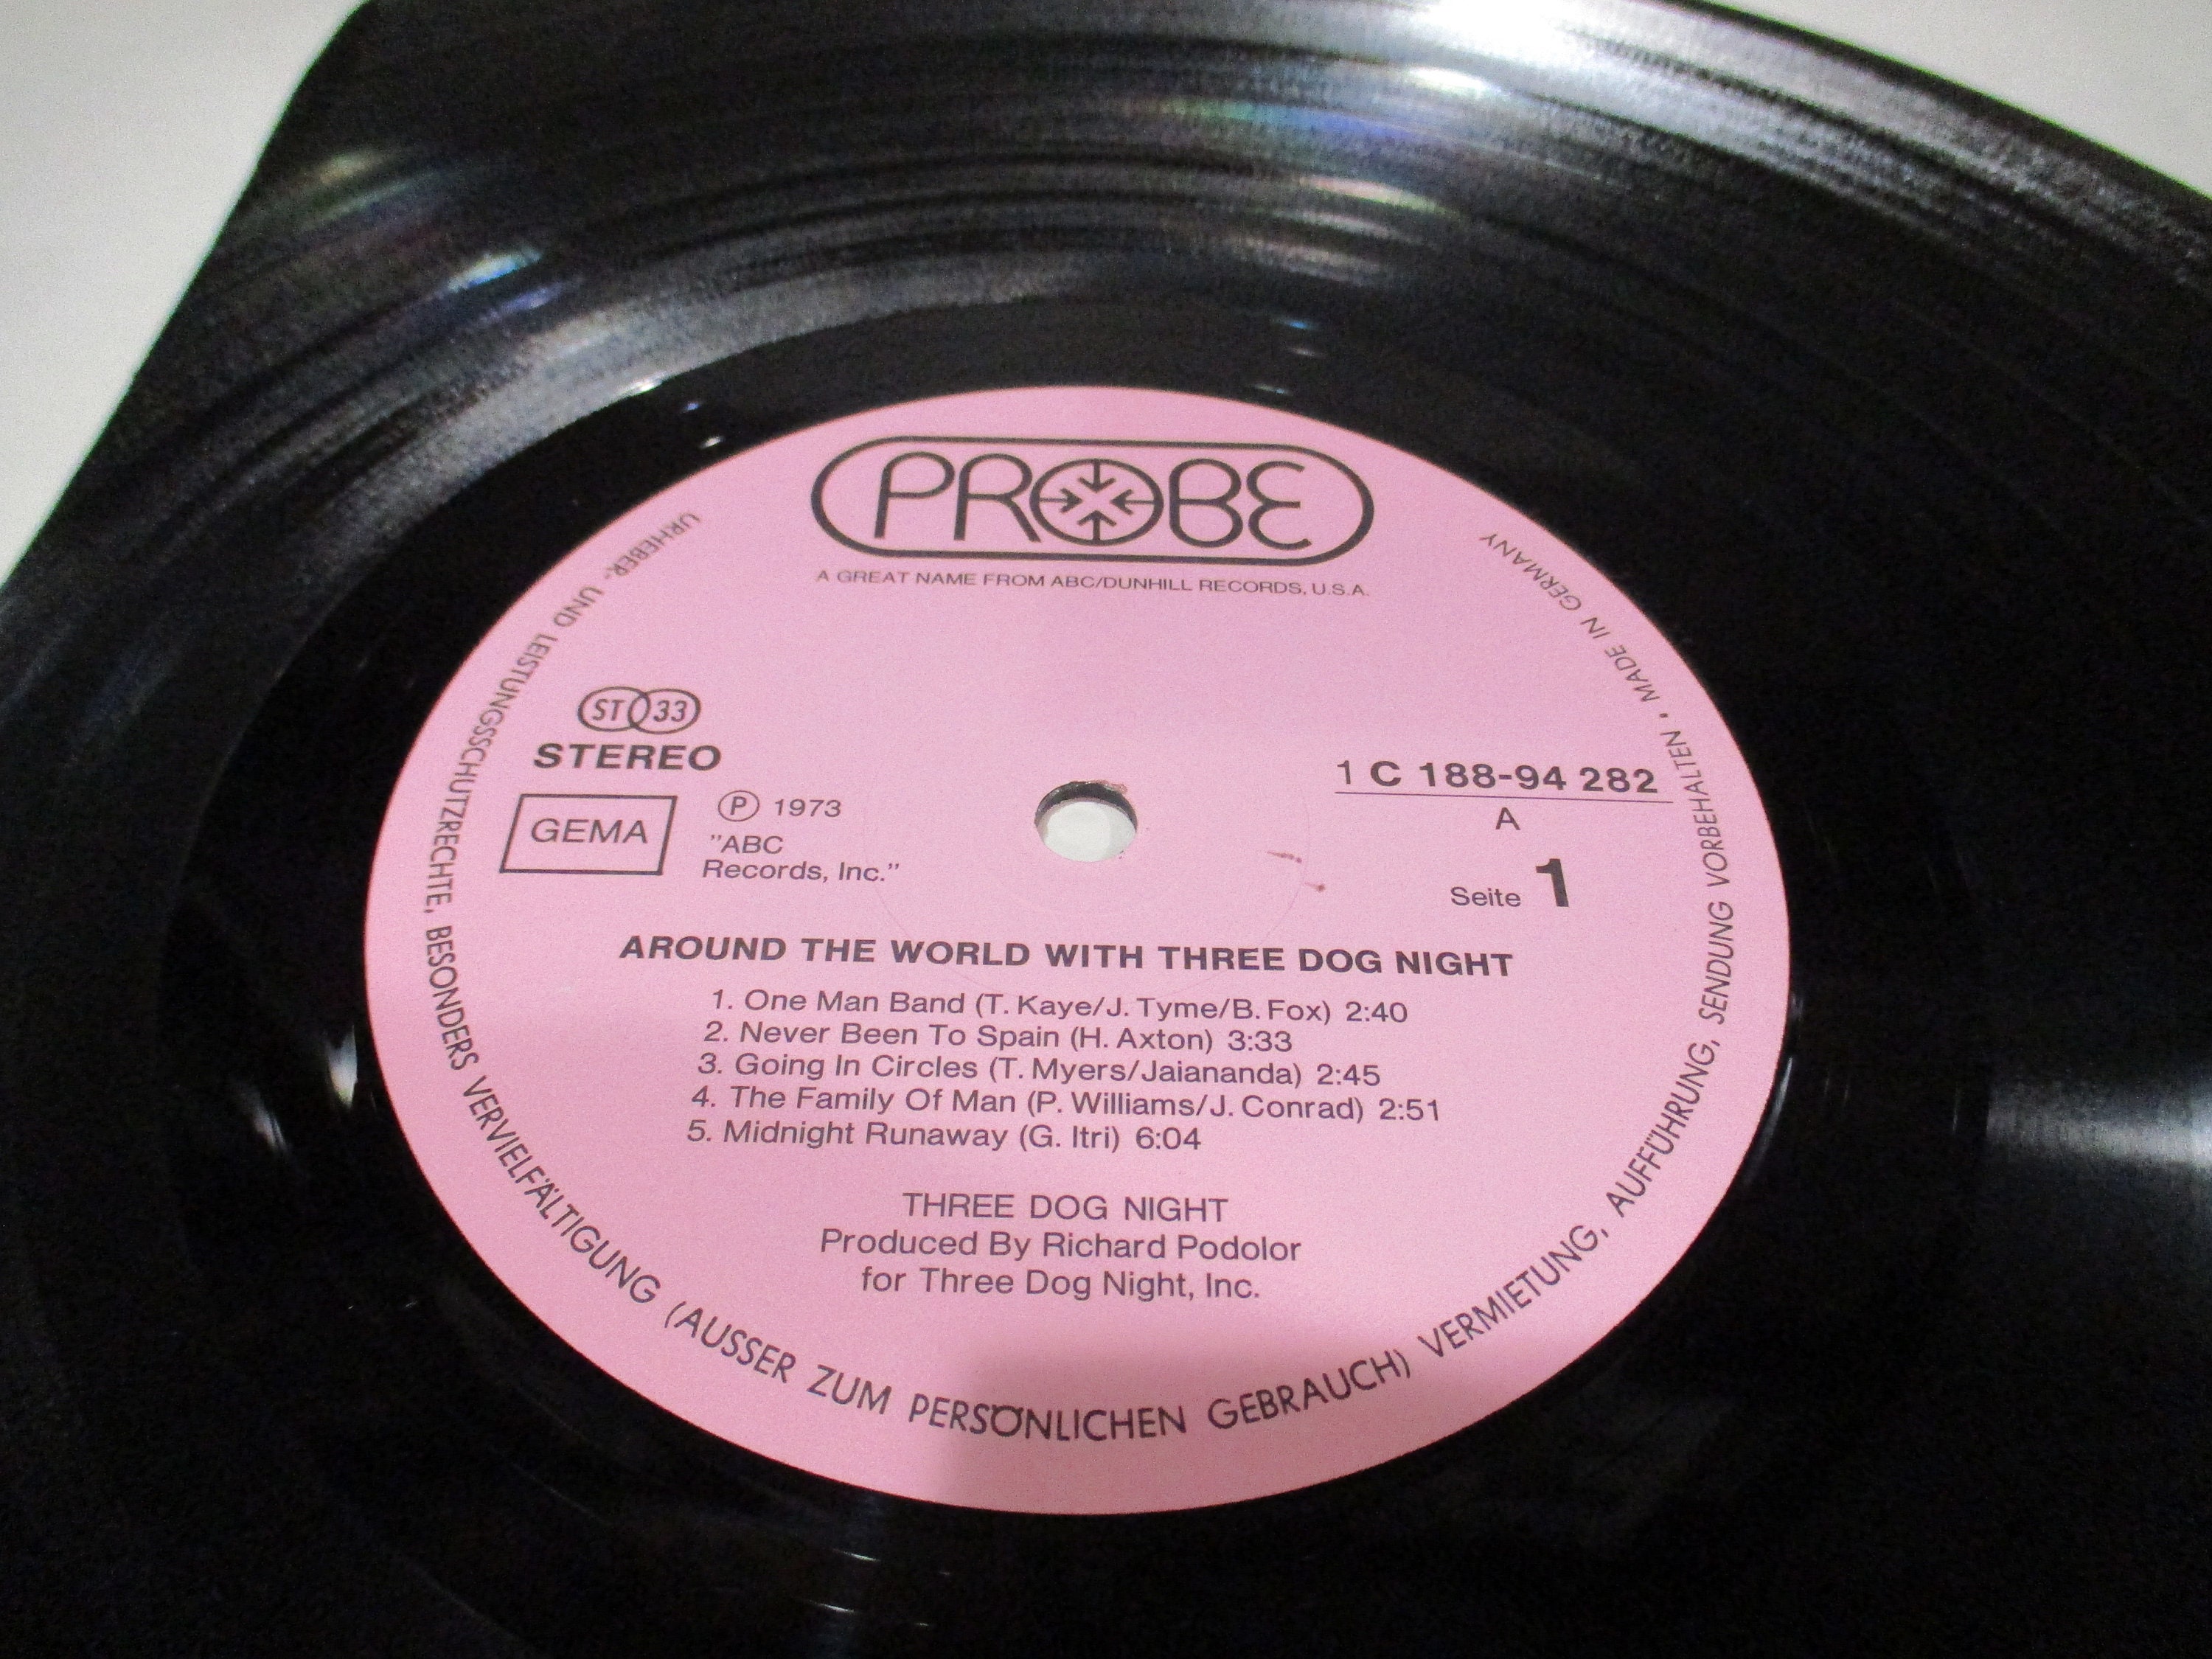 PROBE
A GREAT NAME FROM ABC/DUNHILL RECORDS, U.S.A.
ST 33
STEREO
GEMA
Ⓟ 1973
"ABC
Records, Inc."
1 C 188-94 282
A
Seite 1
AROUND THE WORLD WITH THREE DOG NIGHT
1. One Man Band (T. Kaye/J. Tyme/B. Fox) 2:40
2. Never Been To Spain (H. Axton) 3:33
3. Going In Circles (T. Myers/Jaiananda) 2:45
4. The Family Of Man (P. Williams/J. Conrad) 2:51
5. Midnight Runaway (G. Itri) 6:04
THREE DOG NIGHT
Produced By Richard Podolor
for Three Dog Night, Inc.
URHEBER- UND LEISTUNGSSCHUTZRECHTE, BESONDERS VERVIELFÄLTIGUNG (AUSSER ZUM PERSÖNLICHEN GEBRAUCH) VERMIETUNG, AUFFÜHRUNG, SENDUNG VORBEHALTEN • MADE IN GERMANY